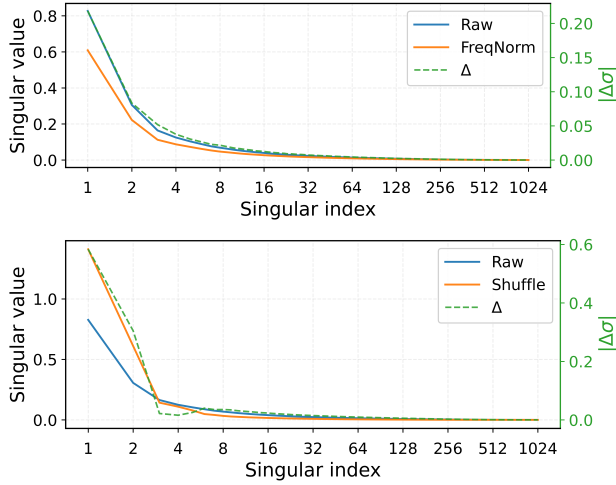 0.8
0.6
0.4
0.2
0.0
Singular value
Raw
FreqNorm
Δ
0.20
0.15
0.10
0.05
0.00
|Δσ|
1 2 4 8 16 32 64 128 256 512 1024
Singular index
1.0
0.5
0.0
Singular value
Raw
Shuffle
Δ
0.6
0.4
0.2
0.0
|Δσ|
1 2 4 8 16 32 64 128 256 512 1024
Singular index